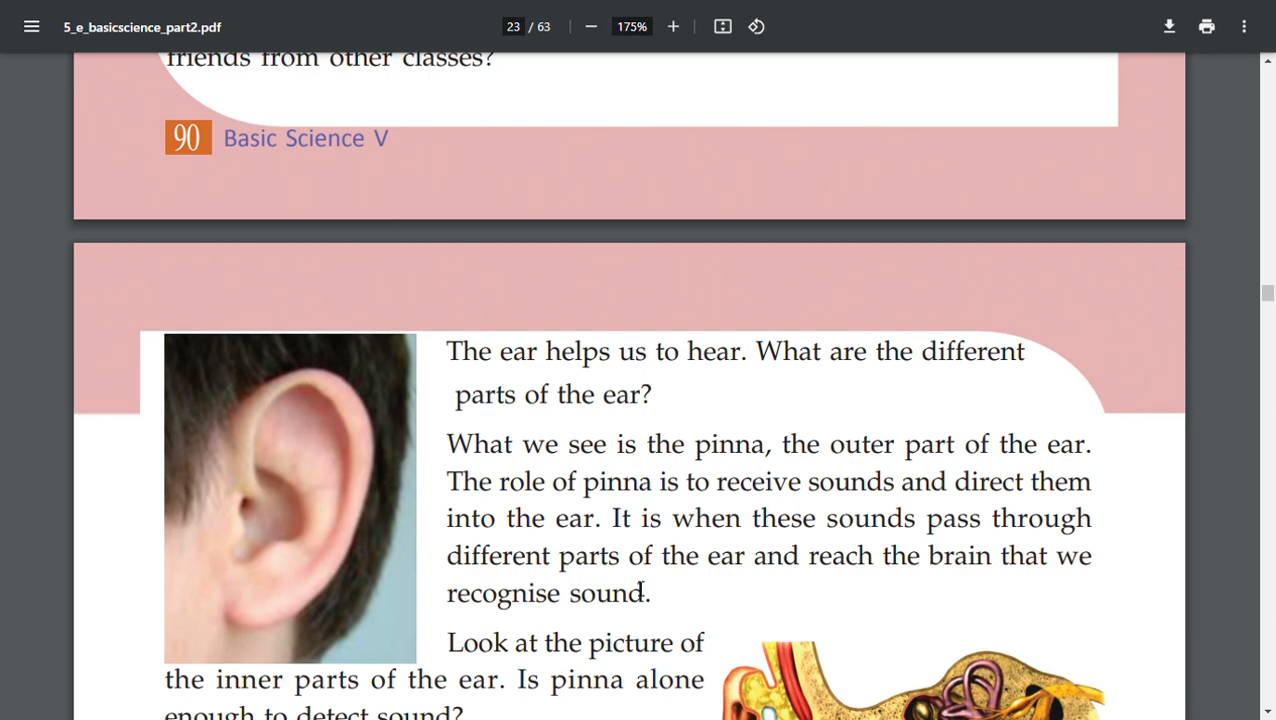 5_e_basicscience_part2.pdf
23 / 63
175%
friends from other classes?
90 Basic Science V
The ear helps us to hear. What are the different
parts of the ear?
What we see is the pinna, the outer part of the ear.
The role of pinna is to receive sounds and direct them
into the ear. It is when these sounds pass through
different parts of the ear and reach the brain that we
recognise sound.
Look at the picture of
the inner parts of the ear. Is pinna alone
enough to detect sound?